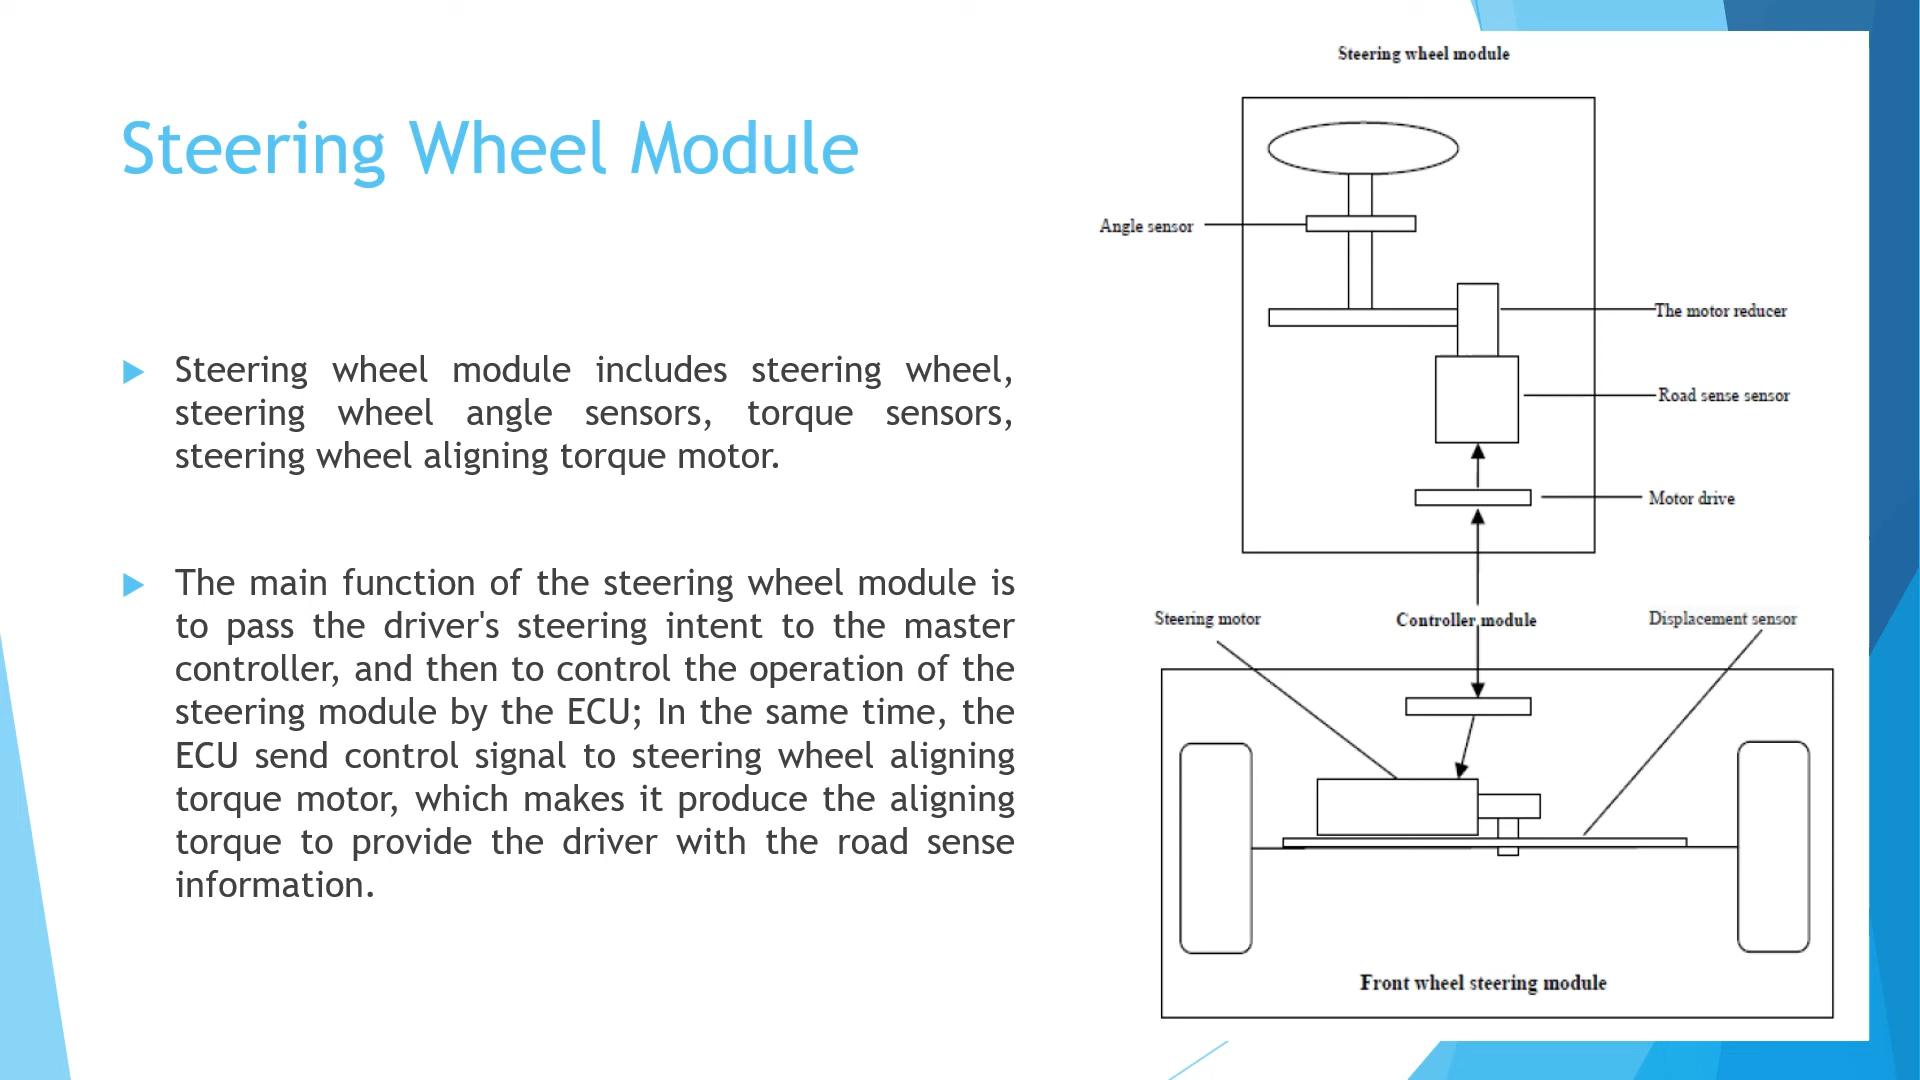 Steering Wheel Module
Steering wheel module includes steering wheel,
steering wheel angle sensors, torque sensors,
steering wheel aligning torque motor.
The main function of the steering wheel module is
to pass the driver's steering intent to the master
controller, and then to control the operation of the
steering module by the ECU; In the same time, the
ECU send control signal to steering wheel aligning
torque motor, which makes it produce the aligning
torque to provide the driver with the road sense
information.
Steering wheel module
Angle sensor
The motor reducer
Road sense sensor
Motor drive
Steering motor
Controller module
Displacement sensor
Front wheel steering module